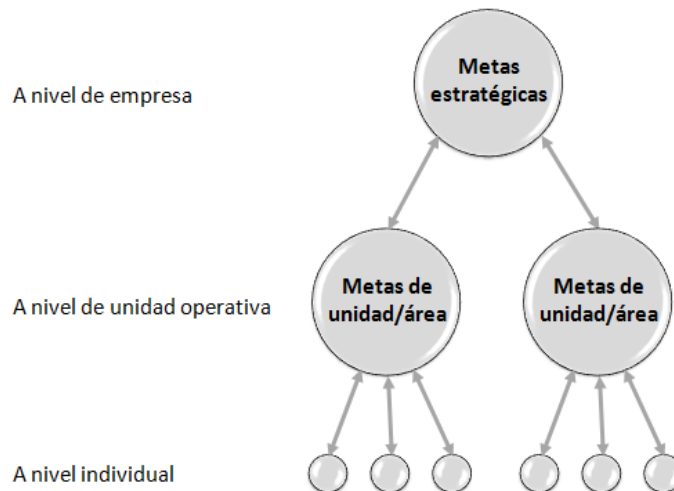 Metas
estratégicas
A nivel de empresa
Metas de
unidad/área
Metas de
unidad/área
A nivel de unidad operativa
A nivel individual